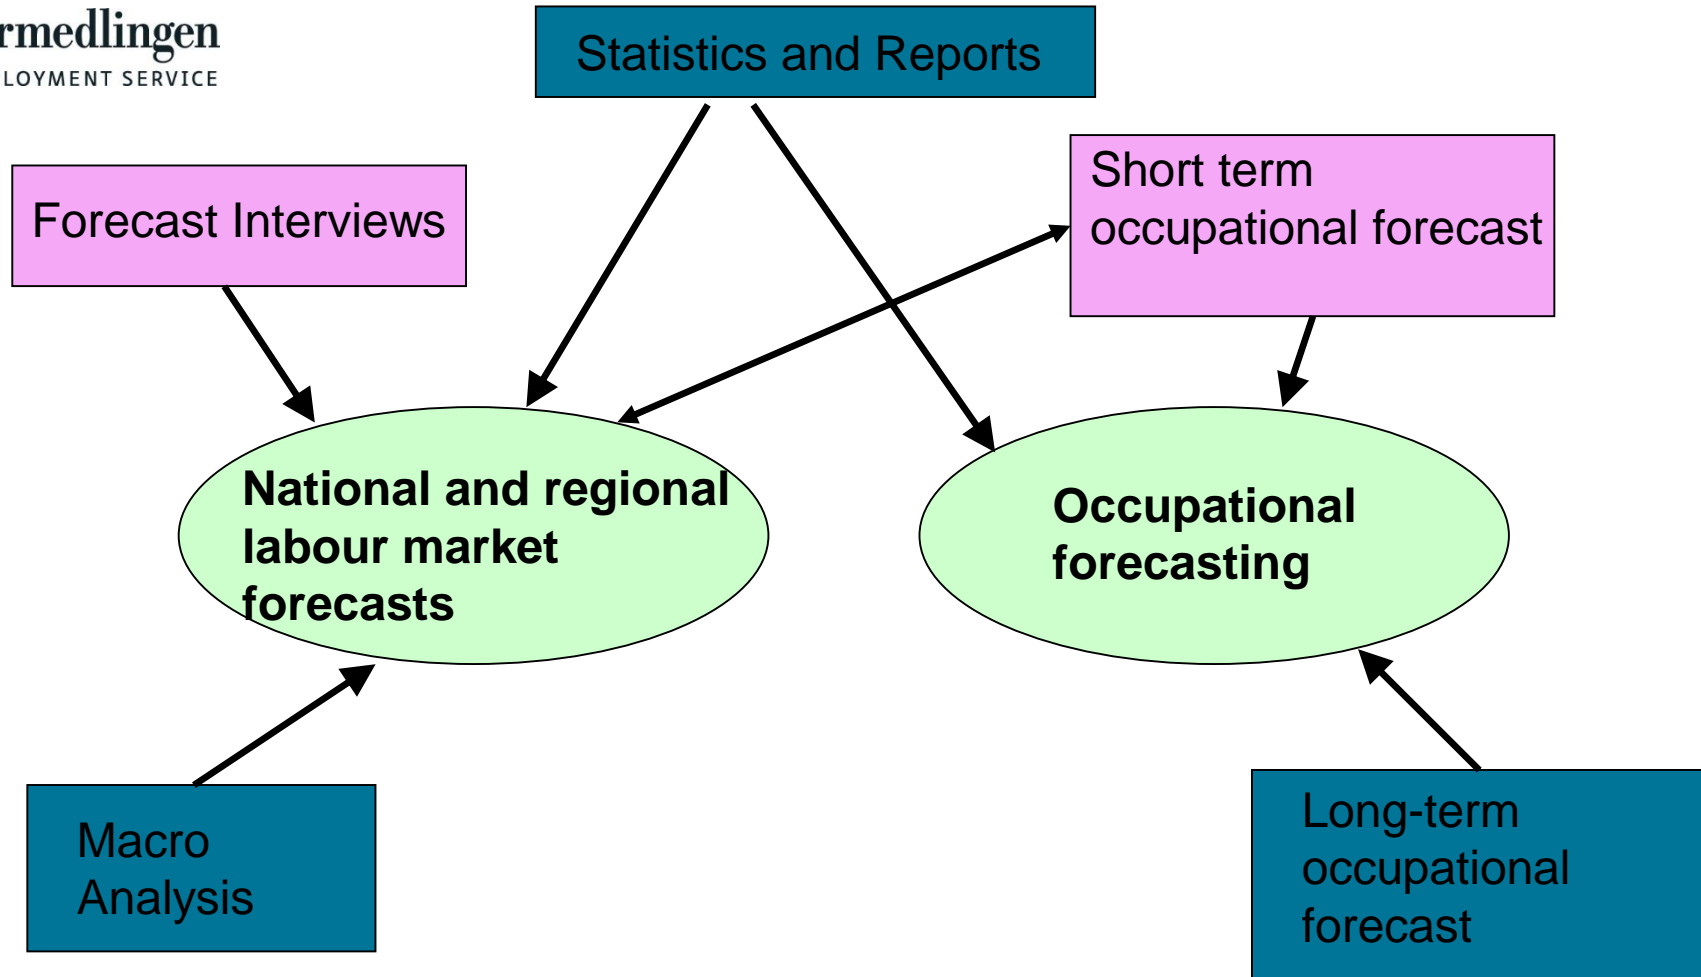 rmedlingen
LOYMENT SERVICE
Statistics and Reports
Forecast Interviews
Short term
occupational forecast
National and regional
labour market
forecasts
Occupational
forecasting
Macro
Analysis
Long-term
occupational
forecast